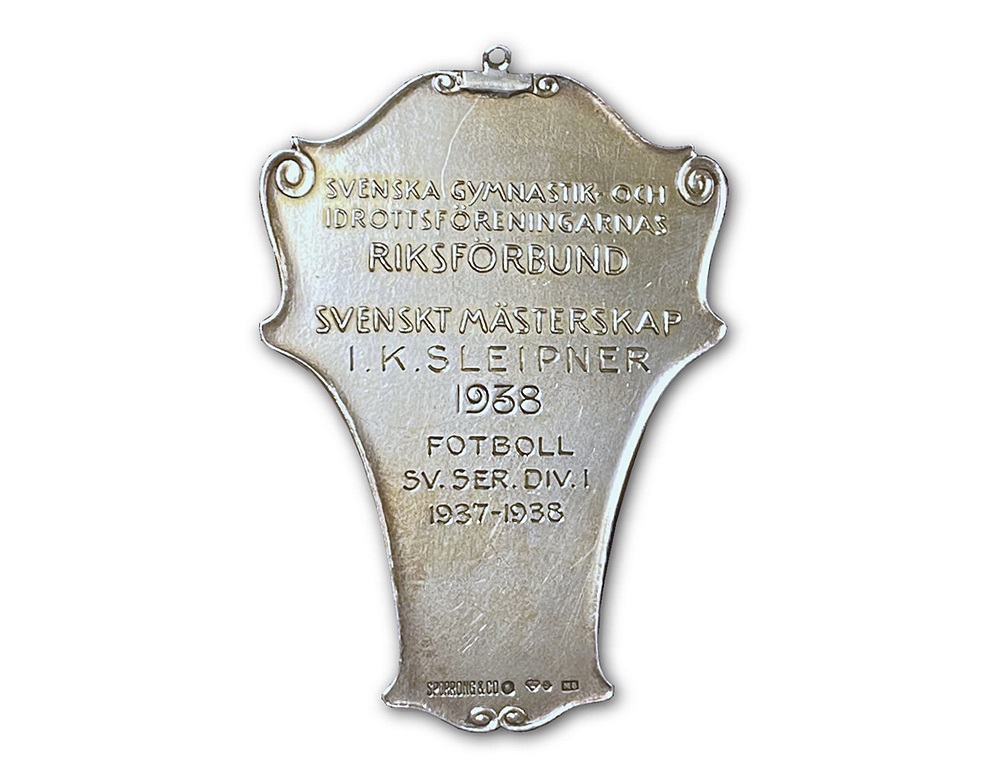 SVENSKA GYMNASTIK- OCH
IDROTTSFÖRENINGARNAS
RIKSFÖRBUND
SVENSKT MÄSTERSKAP
I.K. SLEIPNER
1938
FOTBOLL
SV. SER. DIV. I
1937-1938
SPORRONG & CO